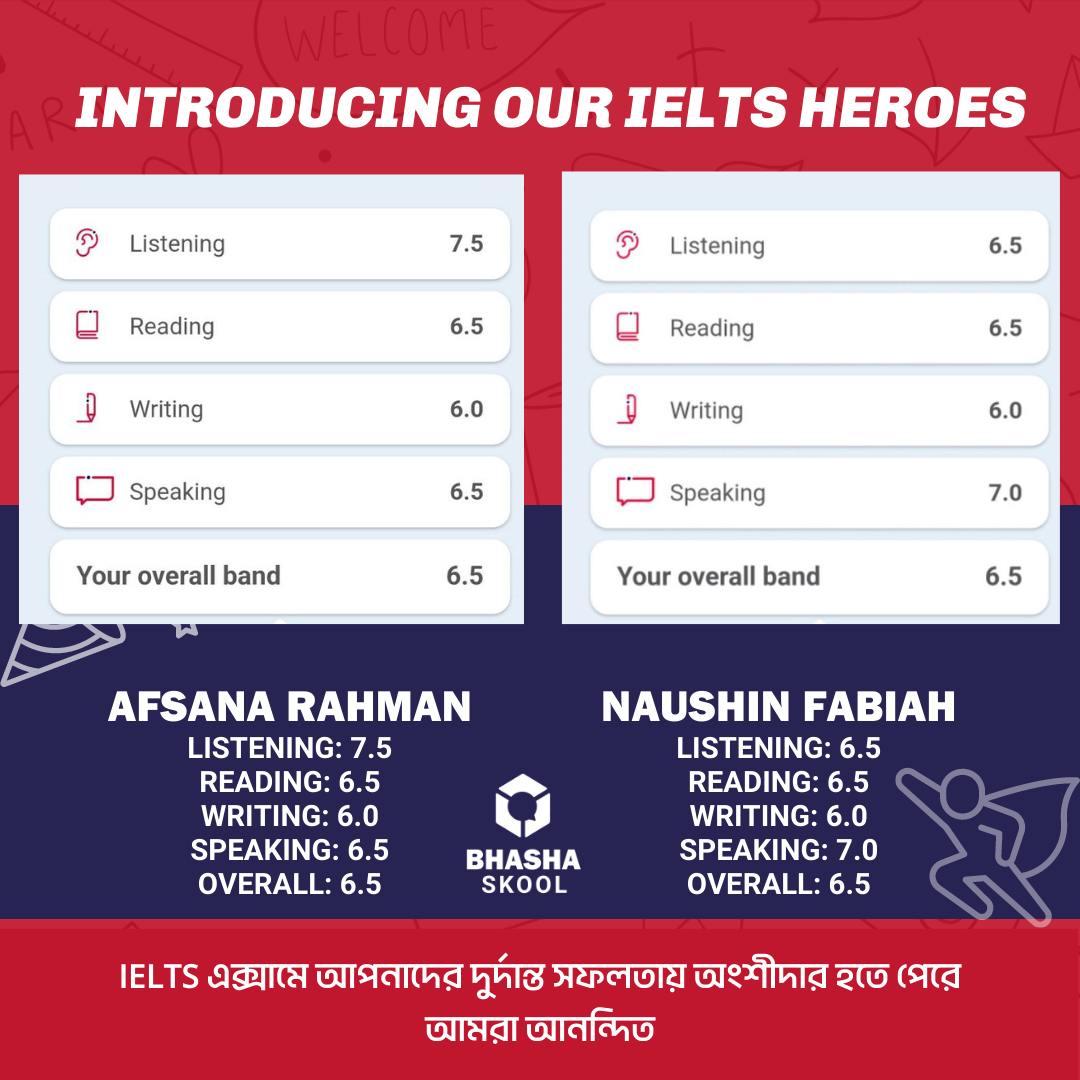 WELCOME
INTRODUCING OUR IELTS HEROES
Listening 7.5
Reading 6.5
Writing 6.0
Speaking 6.5
Your overall band 6.5
Listening 6.5
Reading 6.5
Writing 6.0
Speaking 7.0
Your overall band 6.5
AFSANA RAHMAN
LISTENING: 7.5
READING: 6.5
WRITING: 6.0
SPEAKING: 6.5
OVERALL: 6.5
NAUSHIN FABIAH
LISTENING: 6.5
READING: 6.5
WRITING: 6.0
SPEAKING: 7.0
OVERALL: 6.5
BHASHA
SKOOL
IELTS এক্সামে আপনাদের দুর্দান্ত সফলতায় অংশীদার হতে পেরে
আমরা আনন্দিত